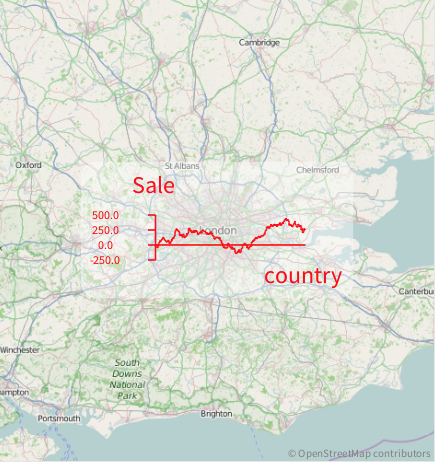 Cambridge
Oxford
St Albans
Chelmsford
Sale
500.0
250.0
London
0.0
-250.0
country
Canterbu
Winchester
South
Downs
National
Park
ampton
Portsmouth
Brighton
© OpenStreetMap contributors